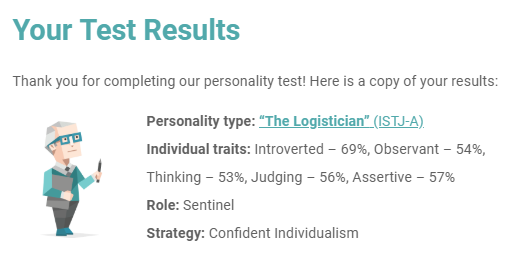 Your Test Results
Thank you for completing our personality test! Here is a copy of your results:
Personality type: “The Logistician” (ISTJ-A)
Individual traits: Introverted – 69%, Observant – 54%,
Thinking – 53%, Judging – 56%, Assertive – 57%
Role: Sentinel
Strategy: Confident Individualism